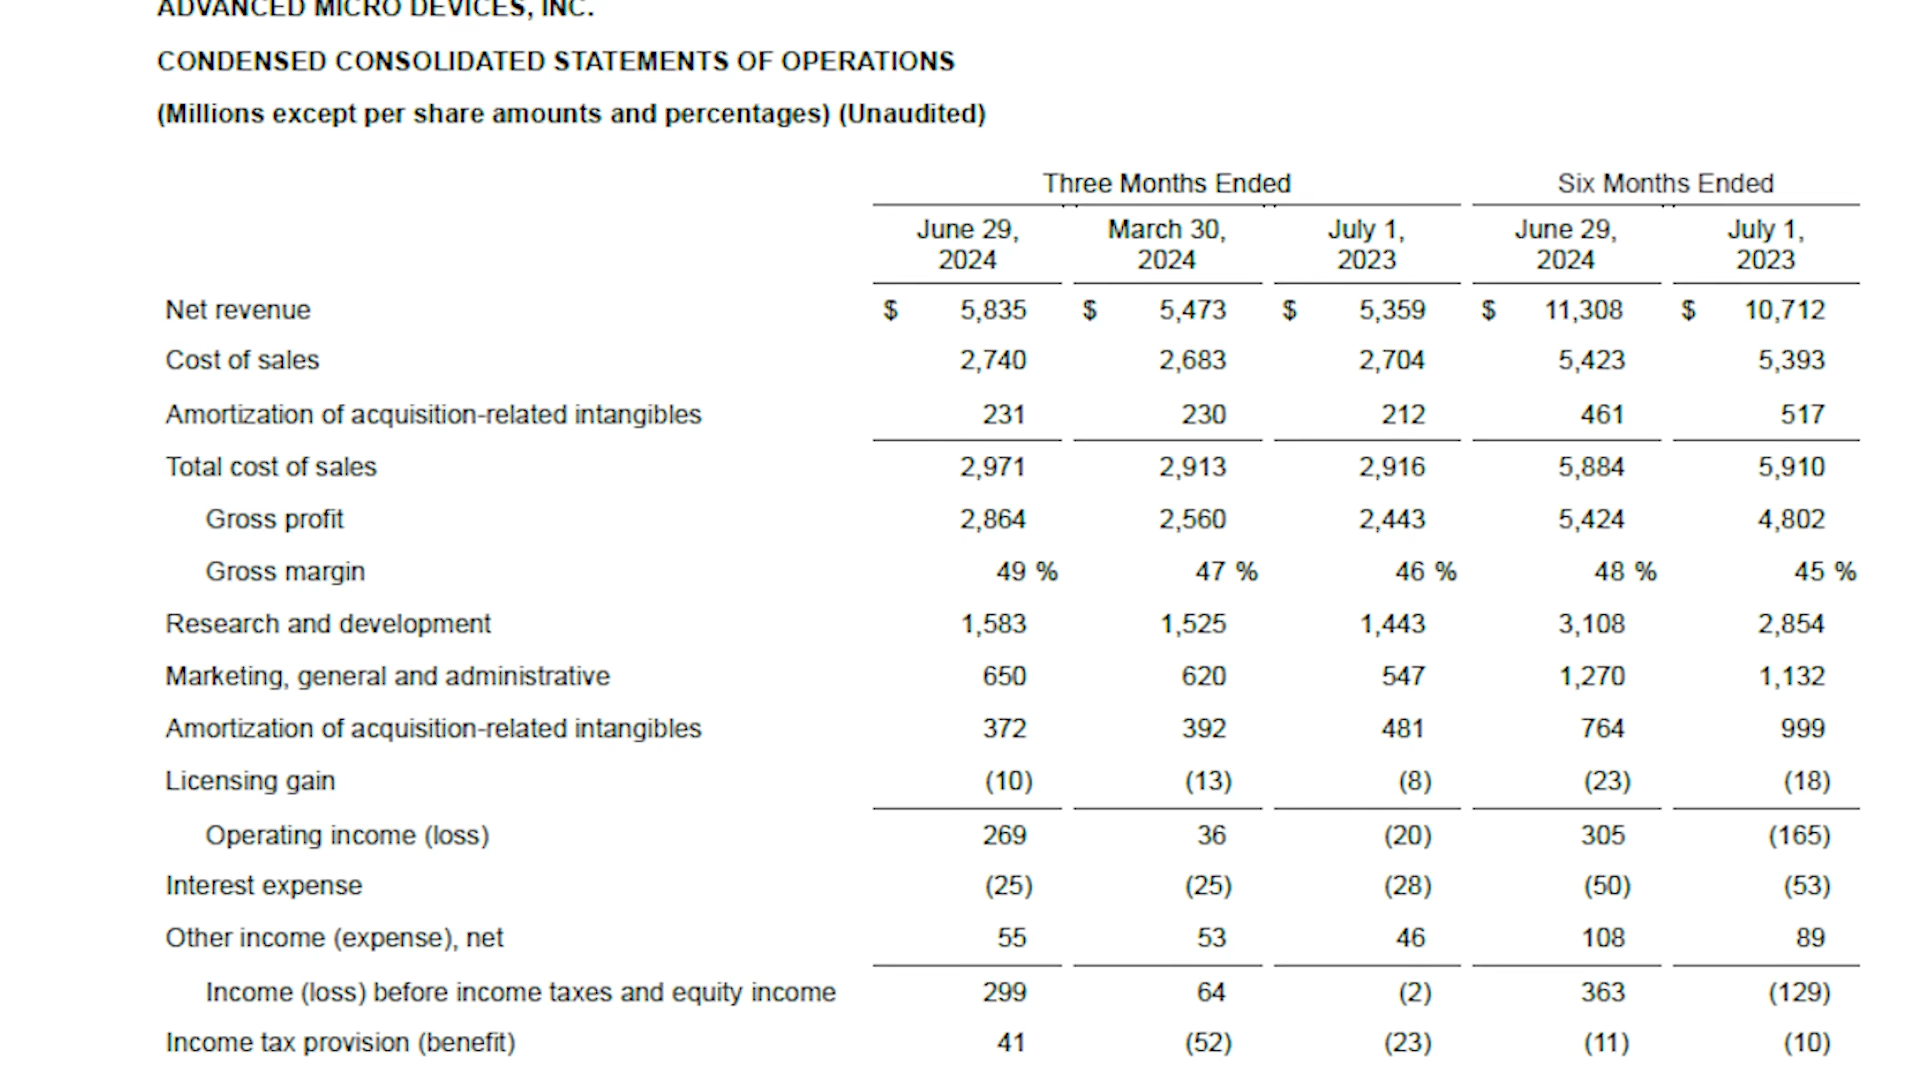 ADVANCED MICRO DEVICES, INC.
CONDENSED CONSOLIDATED STATEMENTS OF OPERATIONS
(Millions except per share amounts and percentages) (Unaudited)
Three Months Ended Six Months Ended
June 29, 2024 March 30, 2024 July 1, 2023 June 29, 2024 July 1, 2023
Net revenue $ 5,835 $ 5,473 $ 5,359 $ 11,308 $ 10,712
Cost of sales 2,740 2,683 2,704 5,423 5,393
Amortization of acquisition-related intangibles 231 230 212 461 517
Total cost of sales 2,971 2,913 2,916 5,884 5,910
Gross profit 2,864 2,560 2,443 5,424 4,802
Gross margin 49 % 47 % 46 % 48 % 45 %
Research and development 1,583 1,525 1,443 3,108 2,854
Marketing, general and administrative 650 620 547 1,270 1,132
Amortization of acquisition-related intangibles 372 392 481 764 999
Licensing gain (10) (13) (8) (23) (18)
Operating income (loss) 269 36 (20) 305 (165)
Interest expense (25) (25) (28) (50) (53)
Other income (expense), net 55 53 46 108 89
Income (loss) before income taxes and equity income 299 64 (2) 363 (129)
Income tax provision (benefit) 41 (52) (23) (11) (10)